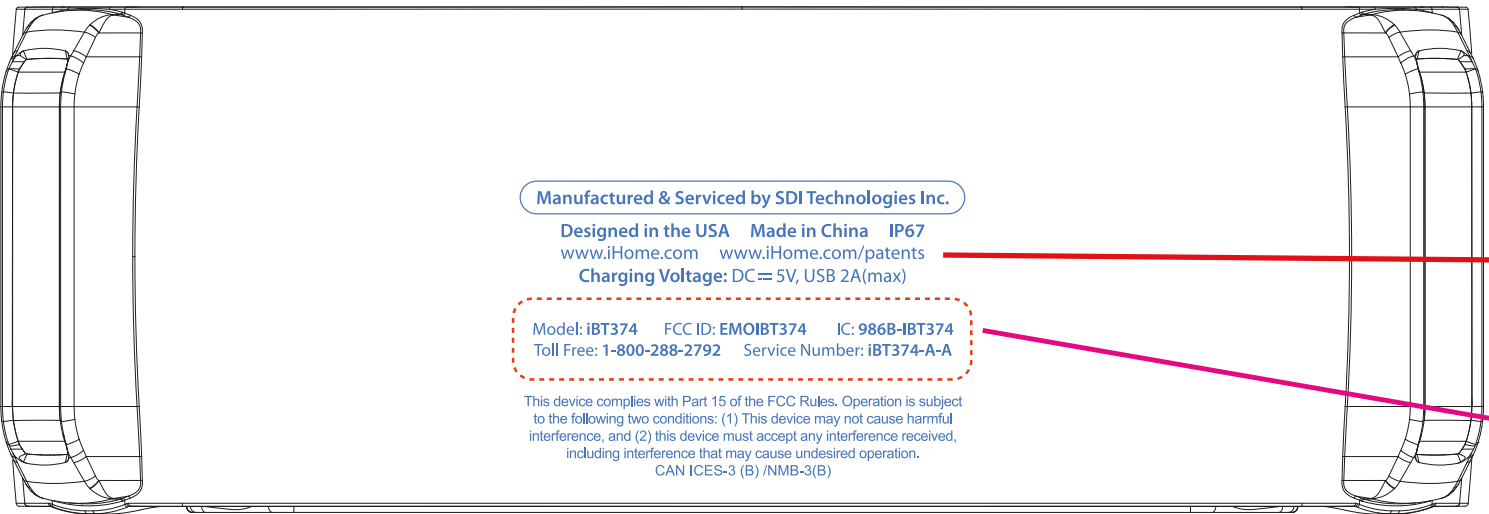 Manufactured & Serviced by SDI Technologies Inc.
Designed in the USA Made in China IP67
www.iHome.com www.iHome.com/patents
Charging Voltage: DC⎓5V, USB 2A(max)
Model: iBT374 FCC ID: EMOIBT374 IC: 986B-IBT374
Toll Free: 1-800-288-2792 Service Number: iBT374-A-A
This device complies with Part 15 of the FCC Rules. Operation is subject
to the following two conditions: (1) This device may not cause harmful
interference, and (2) this device must accept any interference received,
including interference that may cause undesired operation.
CAN ICES-3 (B) /NMB-3(B)